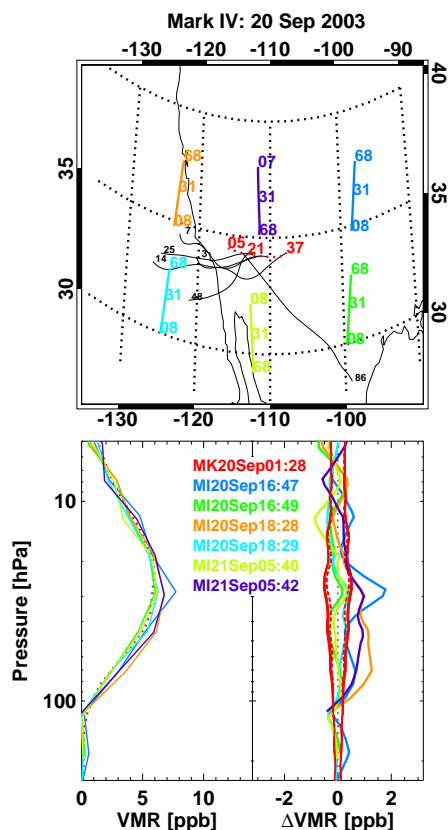 Mark IV: 20 Sep 2003
-130 -120 -110 -100 -90
40
35
30
35
30
68 07 68
31 31 31
08 68 08
7
05 21 37
25 3
14
68 68
31 31
08 08
48
08
31
68
86
-130 -120 -110 -100
MK20Sep01:28
MI20Sep16:47
MI20Sep16:49
MI20Sep18:28
MI20Sep18:29
MI21Sep05:40
MI21Sep05:42
Pressure [hPa]
10
100
0 5 10
VMR [ppb]
-2 0 2
ΔVMR [ppb]